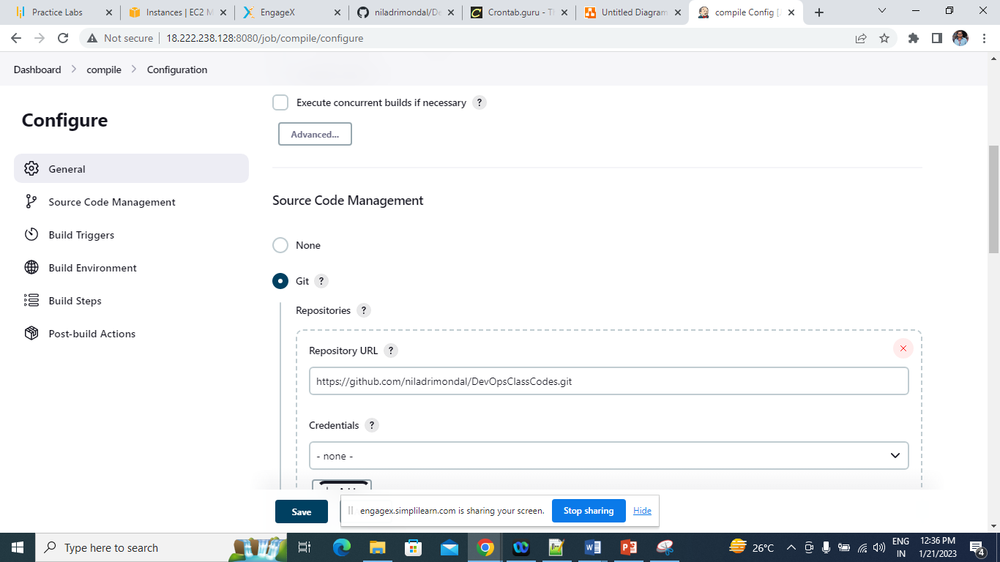 Practice Labs
Instances | EC2 M
EngageX
niladrimondal/De
Crontab.guru - Th
Untitled Diagram
compile Config [J
Not secure
18.222.238.128:8080/job/compile/configure
Dashboard
compile
Configuration
Configure
General
Source Code Management
Build Triggers
Build Environment
Build Steps
Post-build Actions
Execute concurrent builds if necessary ?
Advanced...
Source Code Management
None
Git ?
Repositories ?
Repository URL ?
https://github.com/niladrimondal/DevOpsClassCodes.git
Credentials ?
- none -
Save
engagex.simplilearn.com is sharing your screen.
Stop sharing
Hide
Type here to search
26°C
ENG
IN
12:36 PM
1/21/2023
4